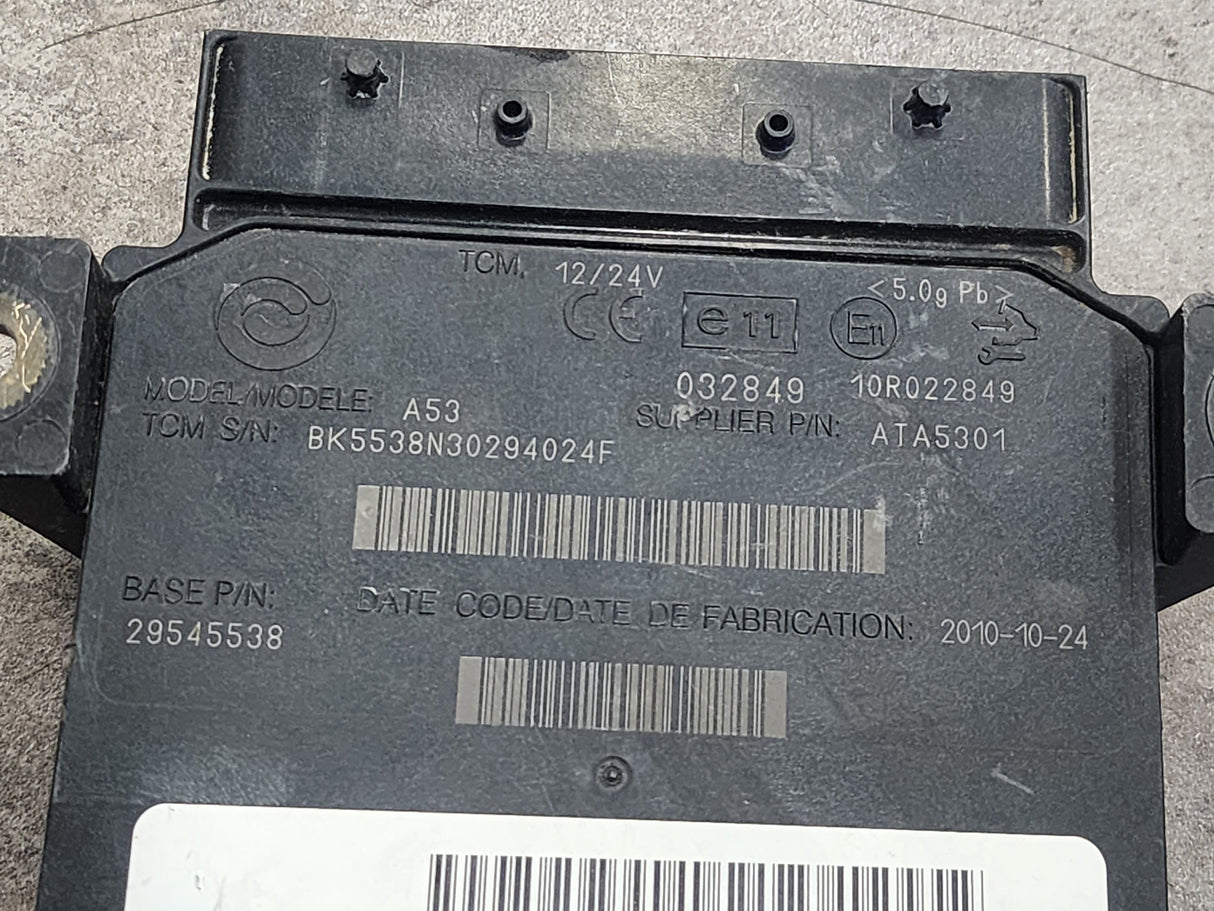 TCM. 12/24V <5.0g Pb>
CE e11 E11
032849 10R022849
MODEL/MODELE: A53 SUPPLIER P/N: ATA5301
TCM S/N: BK5538N30294024F
BASE P/N: DATE CODE/DATE DE FABRICATION: 2010-10-24
29545538